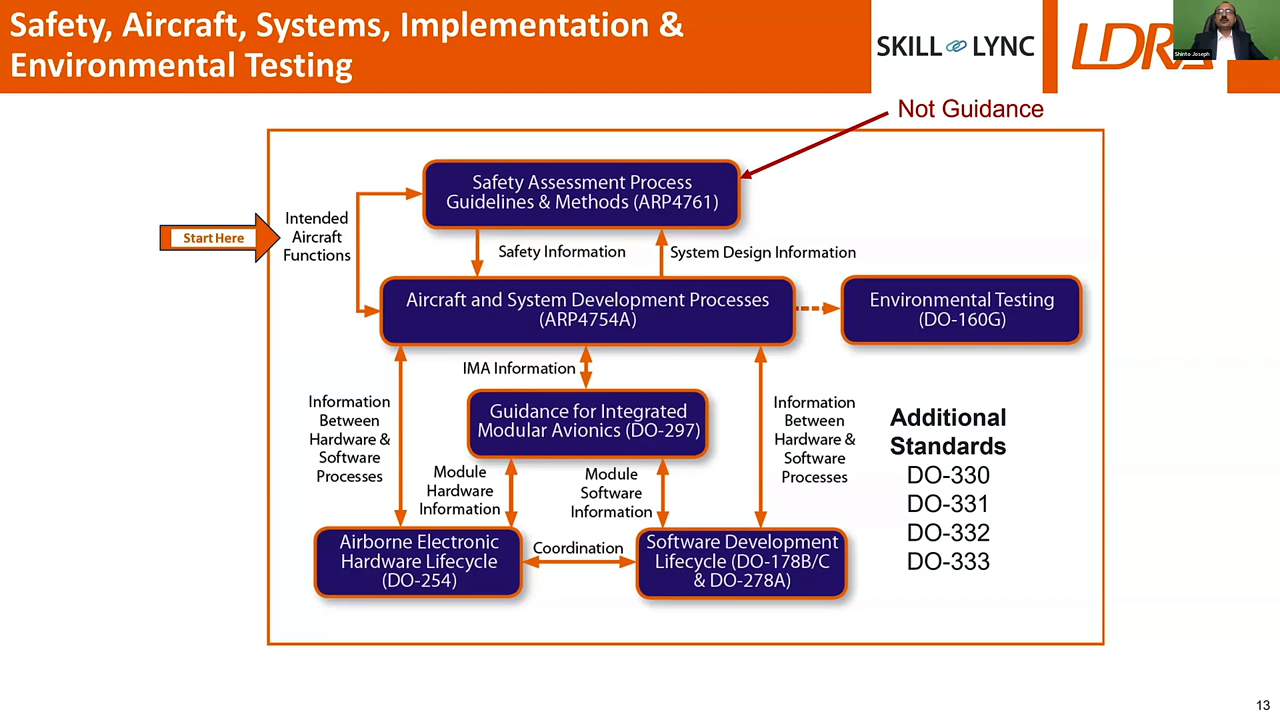 Safety, Aircraft, Systems, Implementation &
Environmental Testing
SKILL LYNC
LDRA
Shinto Joseph
Not Guidance
Safety Assessment Process
Guidelines & Methods (ARP4761)
Start Here
Intended
Aircraft
Functions
Safety Information
System Design Information
Aircraft and System Development Processes
(ARP4754A)
Environmental Testing
(DO-160G)
IMA Information
Information
Between
Hardware &
Software
Processes
Guidance for Integrated
Modular Avionics (DO-297)
Information
Between
Hardware &
Software
Processes
Additional
Standards
DO-330
DO-331
DO-332
DO-333
Module
Hardware
Information
Module
Software
Information
Airborne Electronic
Hardware Lifecycle
(DO-254)
Coordination
Software Development
Lifecycle (DO-178B/C
& DO-278A)
13